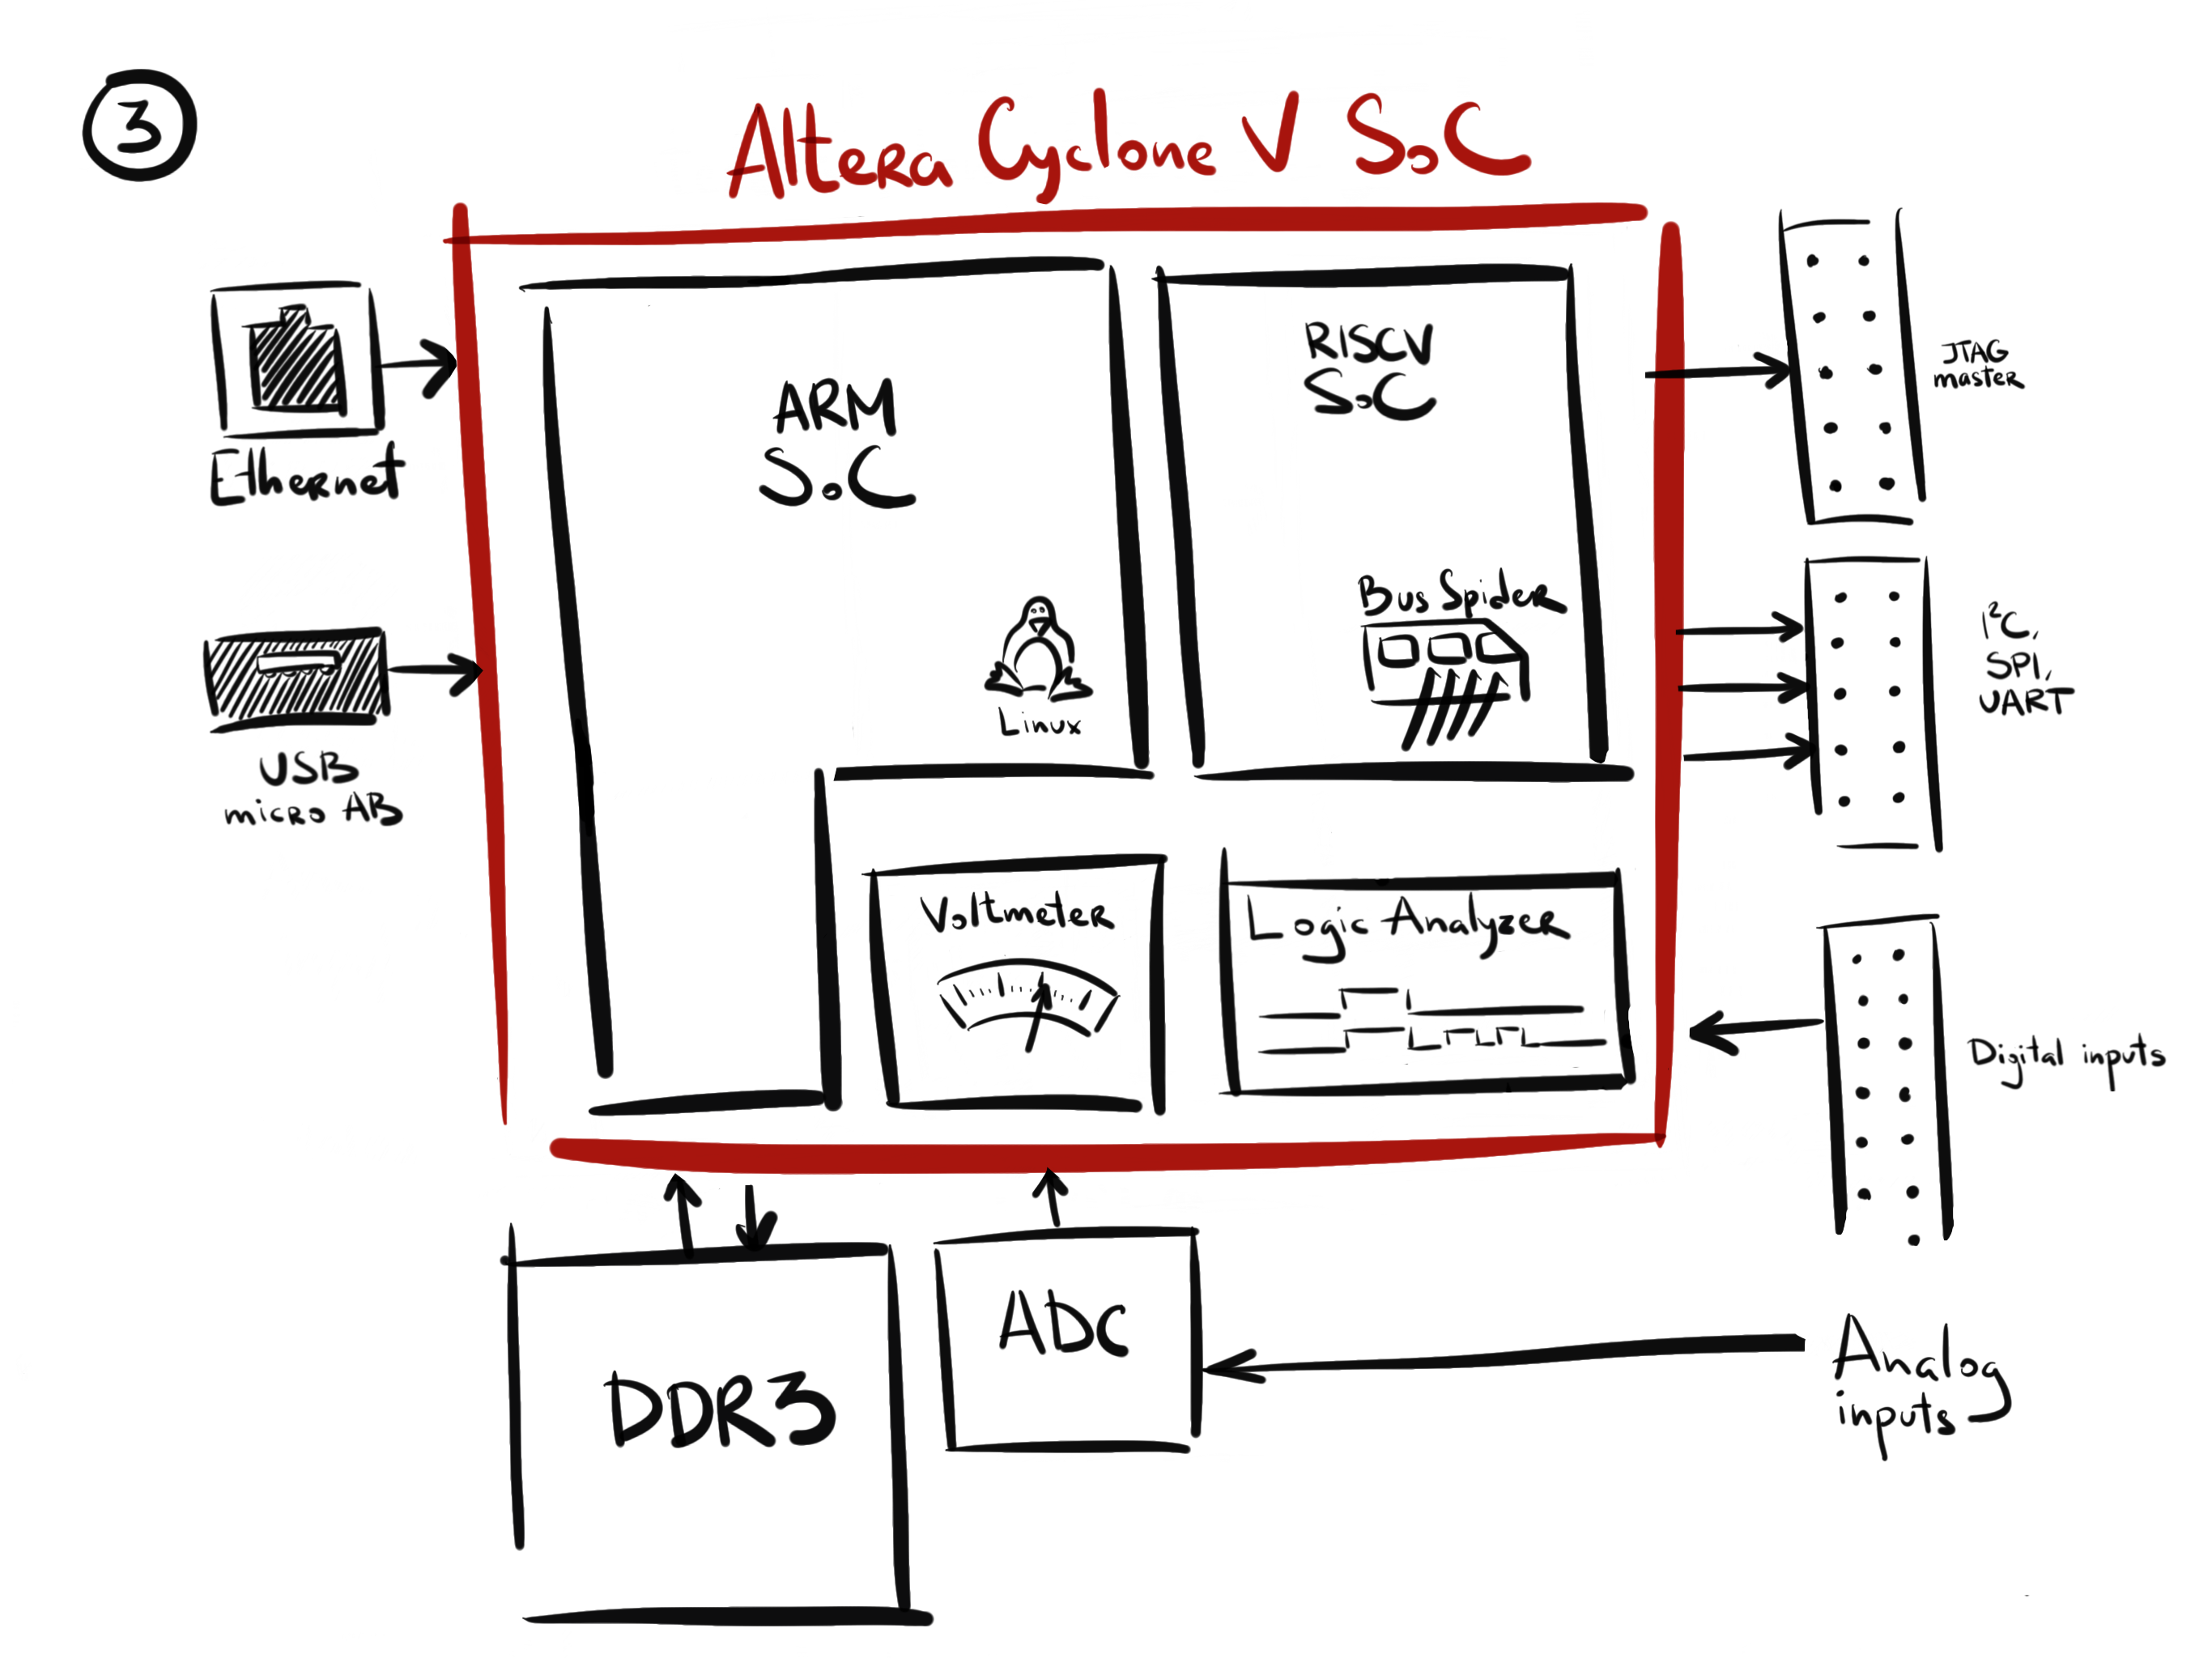 3
Altera Cyclone V SoC
Ethernet
USB
micro AB
ARM
SoC
Linux
RISCV
SoC
Bus Spider
Voltmeter
Logic Analyzer
JTAG
master
I²C,
SPI,
UART
Digital inputs
DDR3
ADC
Analog
inputs